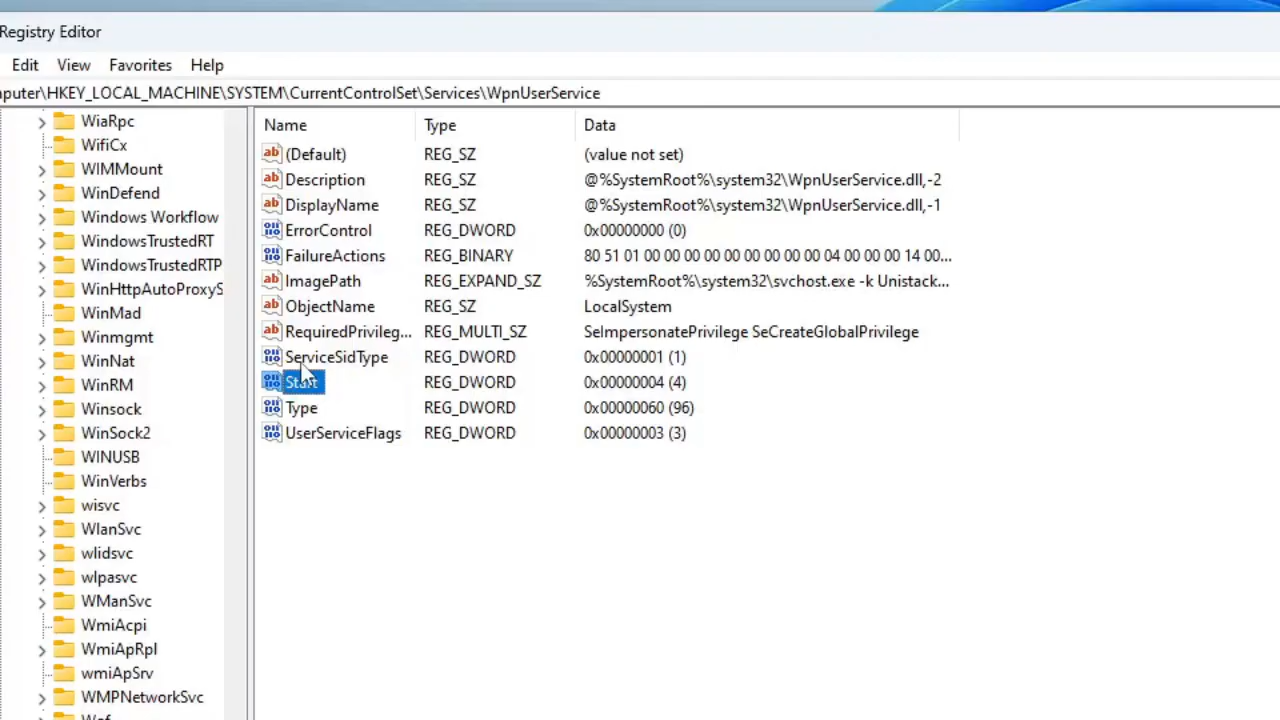 Registry Editor
Edit View Favorites Help
puter\HKEY_LOCAL_MACHINE\SYSTEM\CurrentControlSet\Services\WpnUserService
WiaRpc
WifiCx
WIMMount
WinDefend
Windows Workflow
WindowsTrustedRT
WindowsTrustedRTP
WinHttpAutoProxyS
WinMad
Winmgmt
WinNat
WinRM
Winsock
WinSock2
WINUSB
WinVerbs
wisvc
WlanSvc
wlidsvc
wlpasvc
WManSvc
WmiAcpi
WmiApRpl
wmiApSrv
WMPNetworkSvc
Name Type Data
ab (Default) REG_SZ (value not set)
ab Description REG_SZ @%SystemRoot%\system32\WpnUserService.dll,-2
ab DisplayName REG_SZ @%SystemRoot%\system32\WpnUserService.dll,-1
ErrorControl REG_DWORD 0x00000000 (0)
FailureActions REG_BINARY 80 51 01 00 00 00 00 00 00 00 00 00 04 00 00 00 14 00...
ab ImagePath REG_EXPAND_SZ %SystemRoot%\system32\svchost.exe -k Unistack...
ab ObjectName REG_SZ LocalSystem
ab RequiredPrivileg... REG_MULTI_SZ SeImpersonatePrivilege SeCreateGlobalPrivilege
ServiceSidType REG_DWORD 0x00000001 (1)
Start REG_DWORD 0x00000004 (4)
Type REG_DWORD 0x00000060 (96)
UserServiceFlags REG_DWORD 0x00000003 (3)